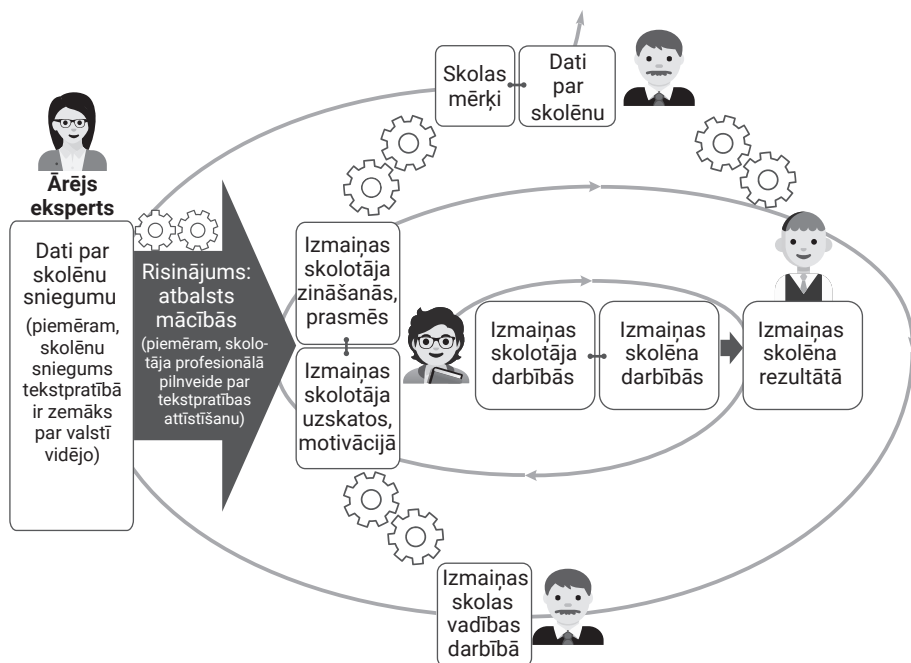 Skolas
mērķi
Dati
par
skolēnu
Ārējs
eksperts
Dati par
skolēnu
sniegumu
(piemēram,
skolēnu
sniegums
tekstpratībā
ir zemāks
par valstī
vidējo)
Risinājums:
atbalsts
mācībās
(piemēram, skolo-
tāja profesionālā
pilnveide par
tekstpratības
attīstīšanu)
Izmaiņas
skolotāja
zināšanās,
prasmēs
Izmaiņas
skolotāja
uzskatos,
motivācijā
Izmaiņas
skolotāja
darbībās
Izmaiņas
skolēna
darbībās
Izmaiņas
skolēna
rezultātā
Izmaiņas
skolas
vadības
darbībā